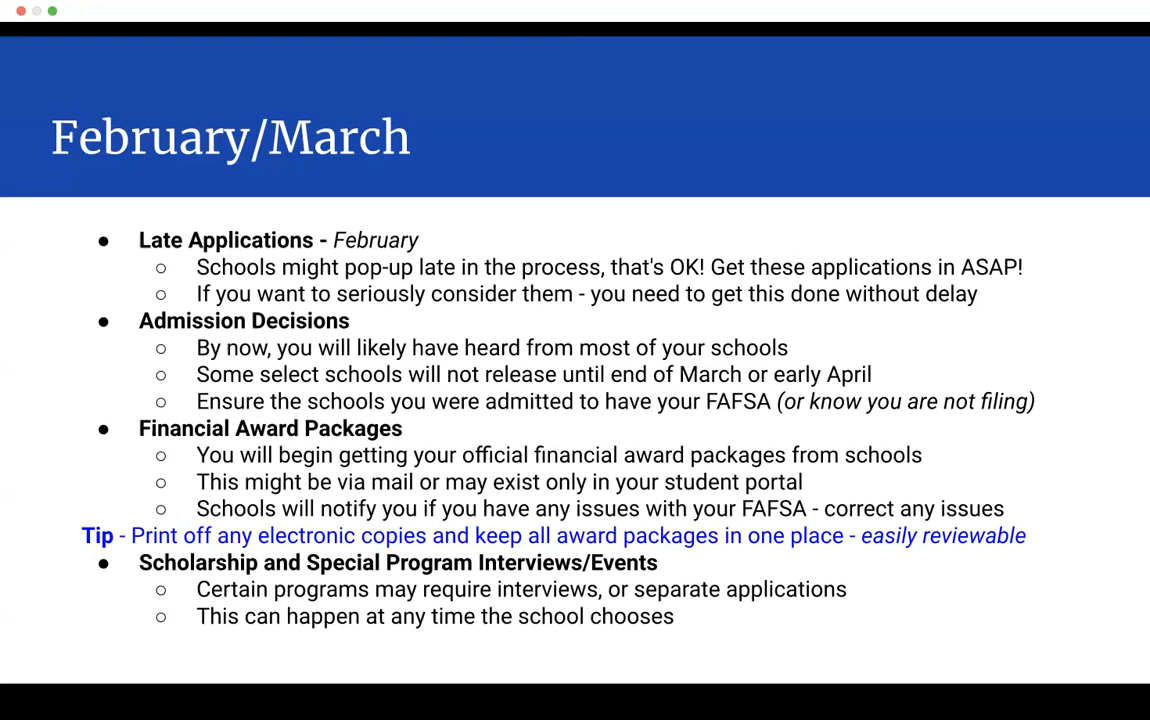 February/March
● Late Applications - February
○ Schools might pop-up late in the process, that's OK! Get these applications in ASAP!
○ If you want to seriously consider them - you need to get this done without delay
● Admission Decisions
○ By now, you will likely have heard from most of your schools
○ Some select schools will not release until end of March or early April
○ Ensure the schools you were admitted to have your FAFSA (or know you are not filing)
● Financial Award Packages
○ You will begin getting your official financial award packages from schools
○ This might be via mail or may exist only in your student portal
○ Schools will notify you if you have any issues with your FAFSA - correct any issues
Tip - Print off any electronic copies and keep all award packages in one place - easily reviewable
● Scholarship and Special Program Interviews/Events
○ Certain programs may require interviews, or separate applications
○ This can happen at any time the school chooses